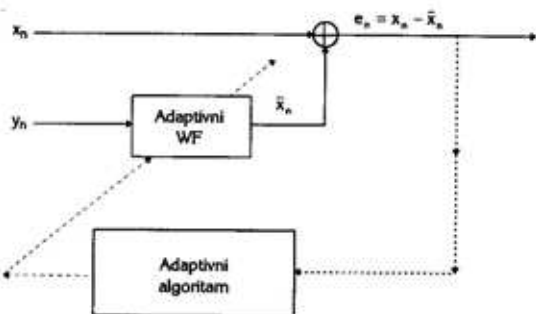 xₙ
eₙ = xₙ - x̄ₙ
yₙ
Adaptivni
WF
x̄ₙ
Adaptivni
algoritam